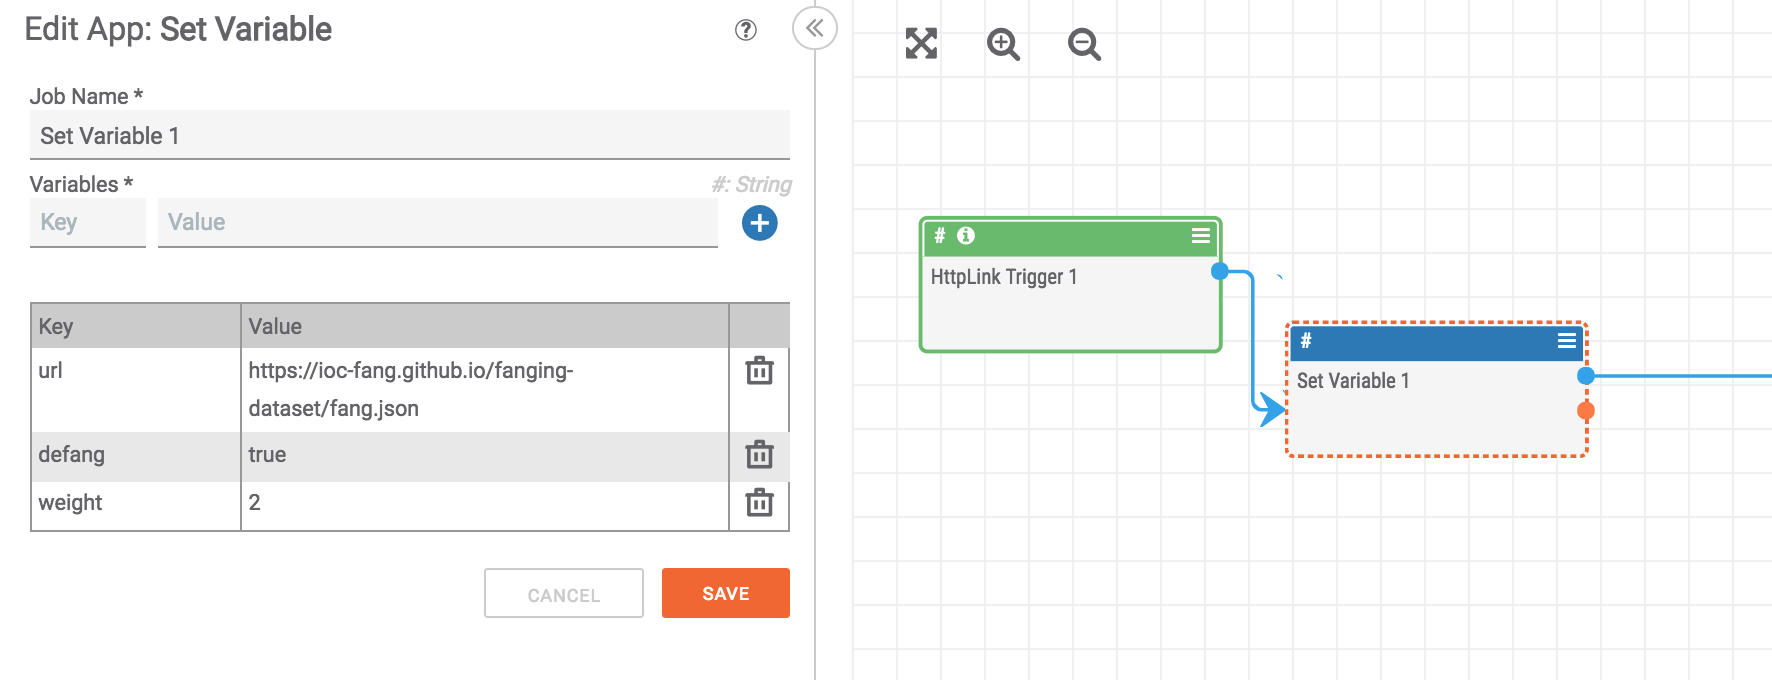 Edit App: Set Variable
Job Name *
Set Variable 1
Variables *
#: String
Key
Value
Key
Value
url
https://ioc-fang.github.io/fanging-
dataset/fang.json
defang
true
weight
2
CANCEL
SAVE
#
HttpLink Trigger 1
#
Set Variable 1